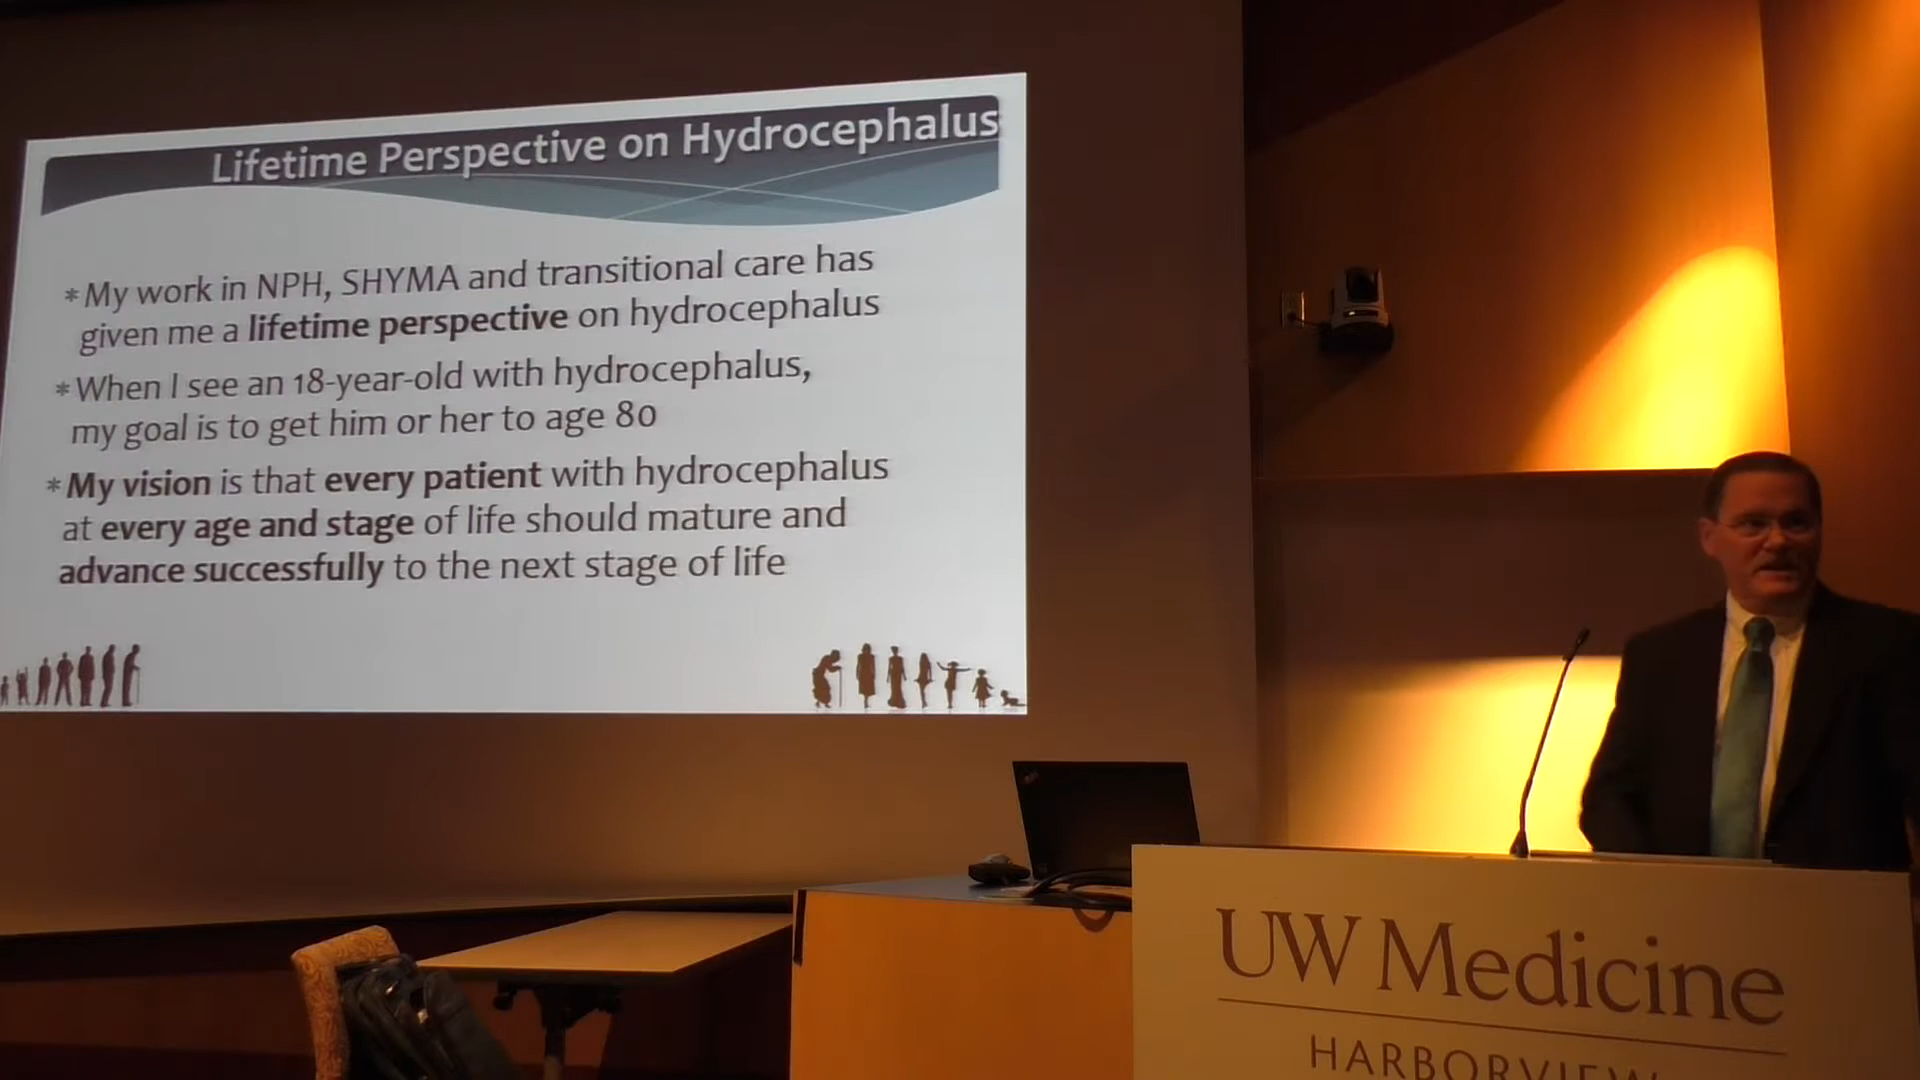 Lifetime Perspective on Hydrocephalus
* My work in NPH, SHYMA and transitional care has
given me a lifetime perspective on hydrocephalus
* When I see an 18-year-old with hydrocephalus,
my goal is to get him or her to age 80
* My vision is that every patient with hydrocephalus
at every age and stage of life should mature and
advance successfully to the next stage of life
UW Medicine
HARBORVIEW